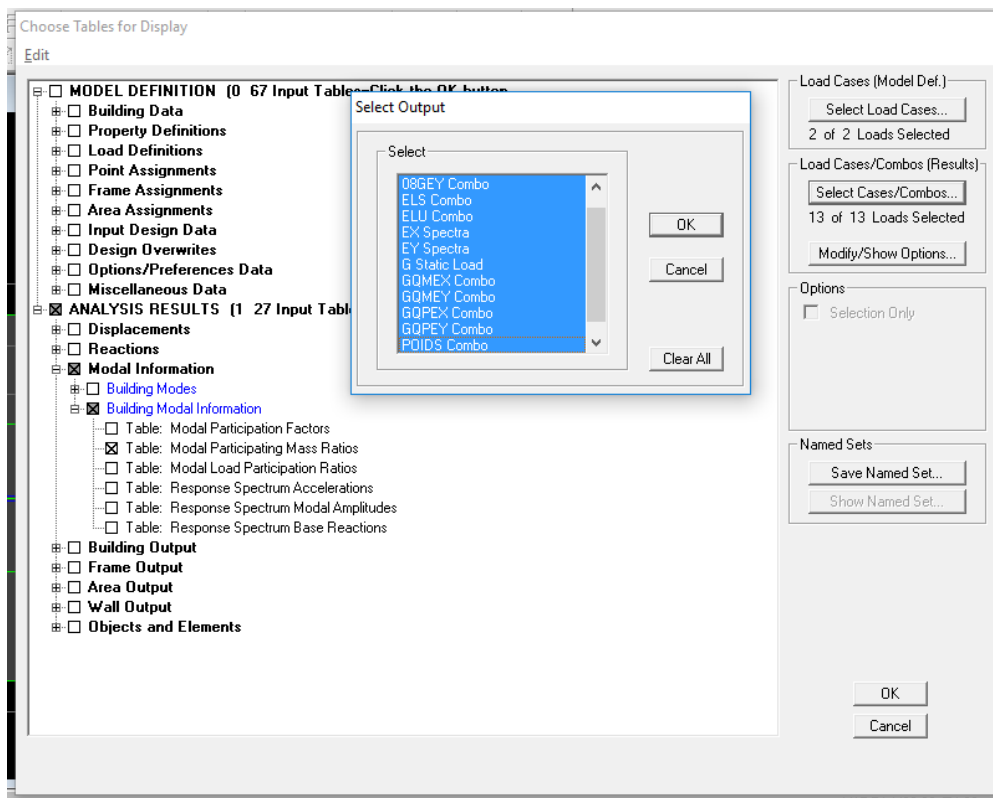 Choose Tables for Display
Edit
MODEL DEFINITION (0 67 Input Tables=Click the OK button
Building Data
Property Definitions
Load Definitions
Point Assignments
Frame Assignments
Area Assignments
Input Design Data
Design Overwrites
Options/Preferences Data
Miscellaneous Data
ANALYSIS RESULTS (1 27 Input Tabl
Displacements
Reactions
Modal Information
Building Modes
Building Modal Information
Table: Modal Participation Factors
Table: Modal Participating Mass Ratios
Table: Modal Load Participation Ratios
Table: Response Spectrum Accelerations
Table: Response Spectrum Modal Amplitudes
Table: Response Spectrum Base Reactions
Building Output
Frame Output
Area Output
Wall Output
Objects and Elements
Select Output
Select
08GEY Combo
ELS Combo
ELU Combo
EX Spectra
EY Spectra
G Static Load
GQMEX Combo
GQMEY Combo
GQPEX Combo
GQPEY Combo
POIDS Combo
OK
Cancel
Clear All
Load Cases (Model Def.)
Select Load Cases...
2 of 2 Loads Selected
Load Cases/Combos (Results)
Select Cases/Combos...
13 of 13 Loads Selected
Modify/Show Options...
Options
Selection Only
Named Sets
Save Named Set...
Show Named Set...
OK
Cancel